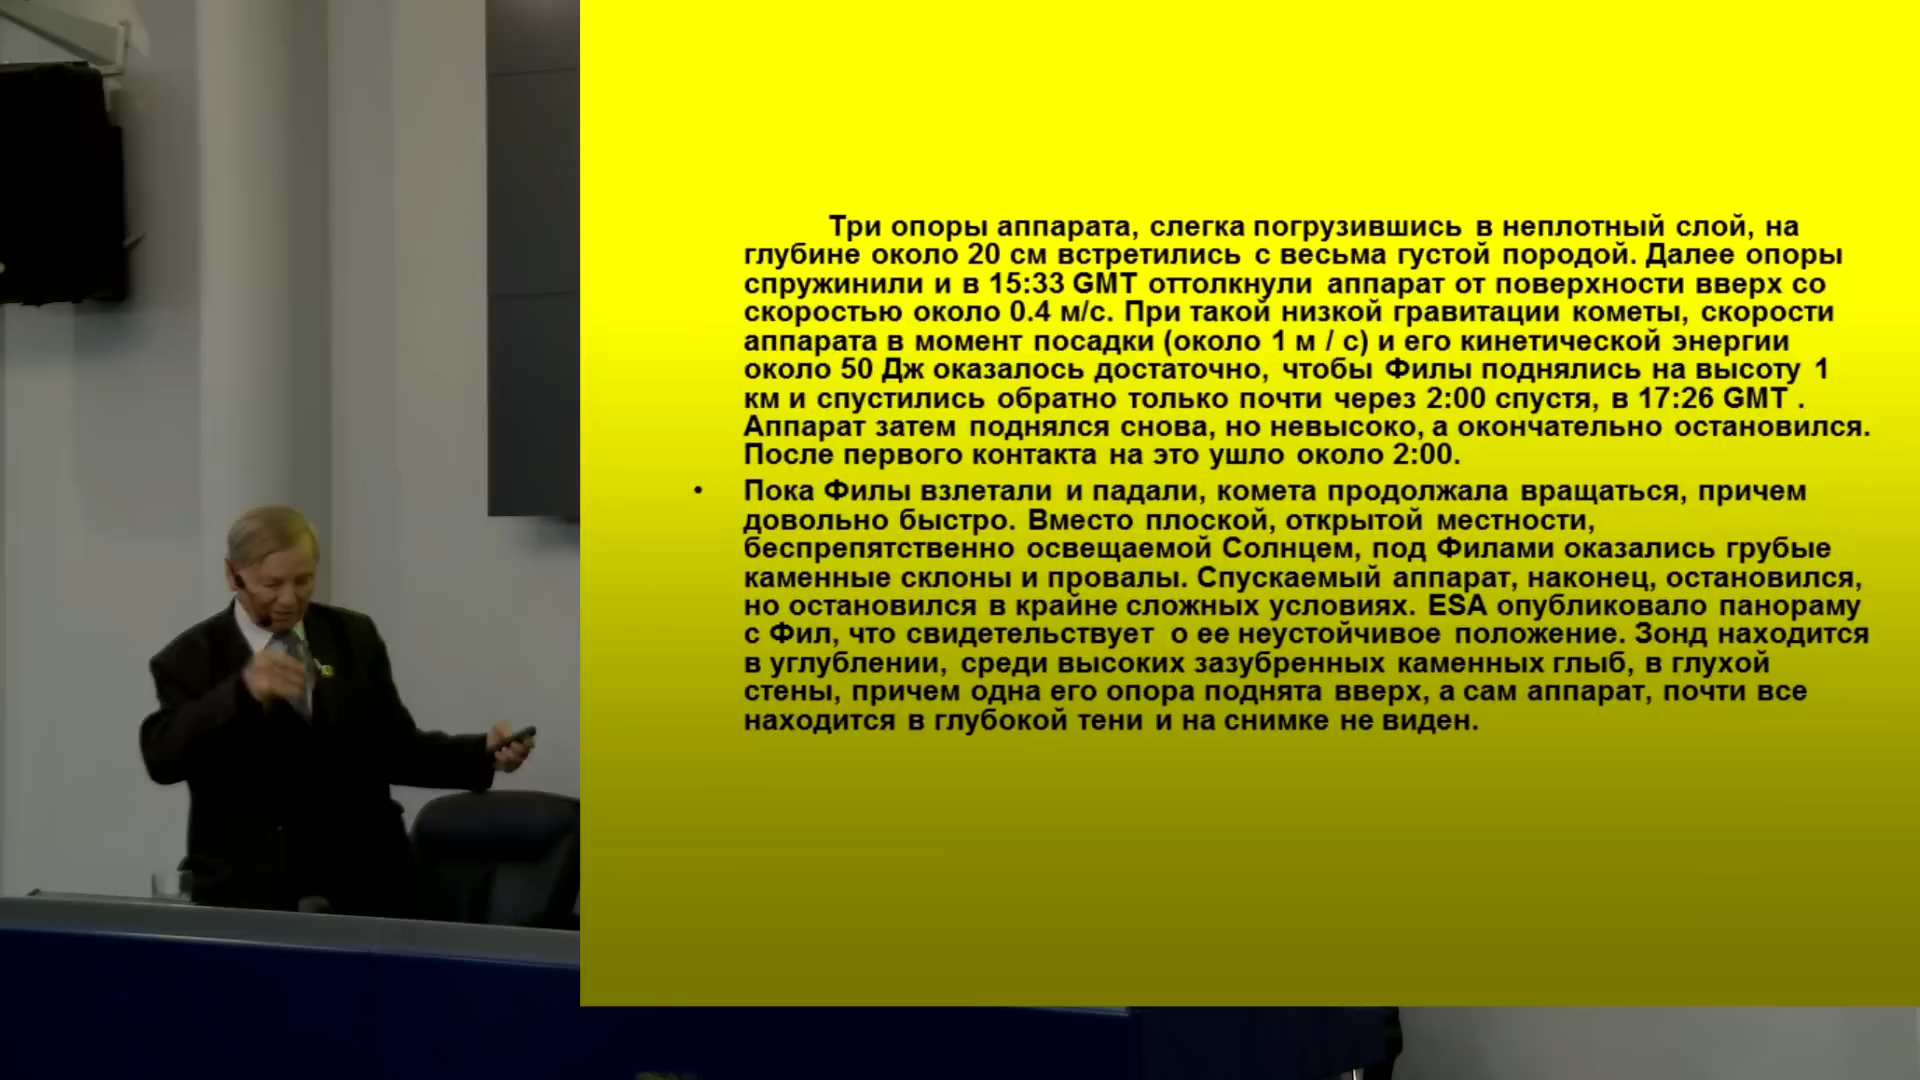 Три опоры аппарата, слегка погрузившись в неплотный слой, на
глубине около 20 см встретились с весьма густой породой. Далее опоры
спружинили и в 15:33 GMT оттолкнули аппарат от поверхности вверх со
скоростью около 0.4 м/с. При такой низкой гравитации кометы, скорости
аппарата в момент посадки (около 1 м / с) и его кинетической энергии
около 50 Дж оказалось достаточно, чтобы Филы поднялись на высоту 1
км и спустились обратно только почти через 2:00 спустя, в 17:26 GMT .
Аппарат затем поднялся снова, но невысоко, а окончательно остановился.
После первого контакта на это ушло около 2:00.
• Пока Филы взлетали и падали, комета продолжала вращаться, причем
довольно быстро. Вместо плоской, открытой местности,
беспрепятственно освещаемой Солнцем, под Филами оказались грубые
каменные склоны и провалы. Спускаемый аппарат, наконец, остановился,
но остановился в крайне сложных условиях. ESA опубликовало панораму
с Фил, что свидетельствует о ее неустойчивое положение. Зонд находится
в углублении, среди высоких зазубренных каменных глыб, в глухой
стены, причем одна его опора поднята вверх, а сам аппарат, почти все
находится в глубокой тени и на снимке не виден.